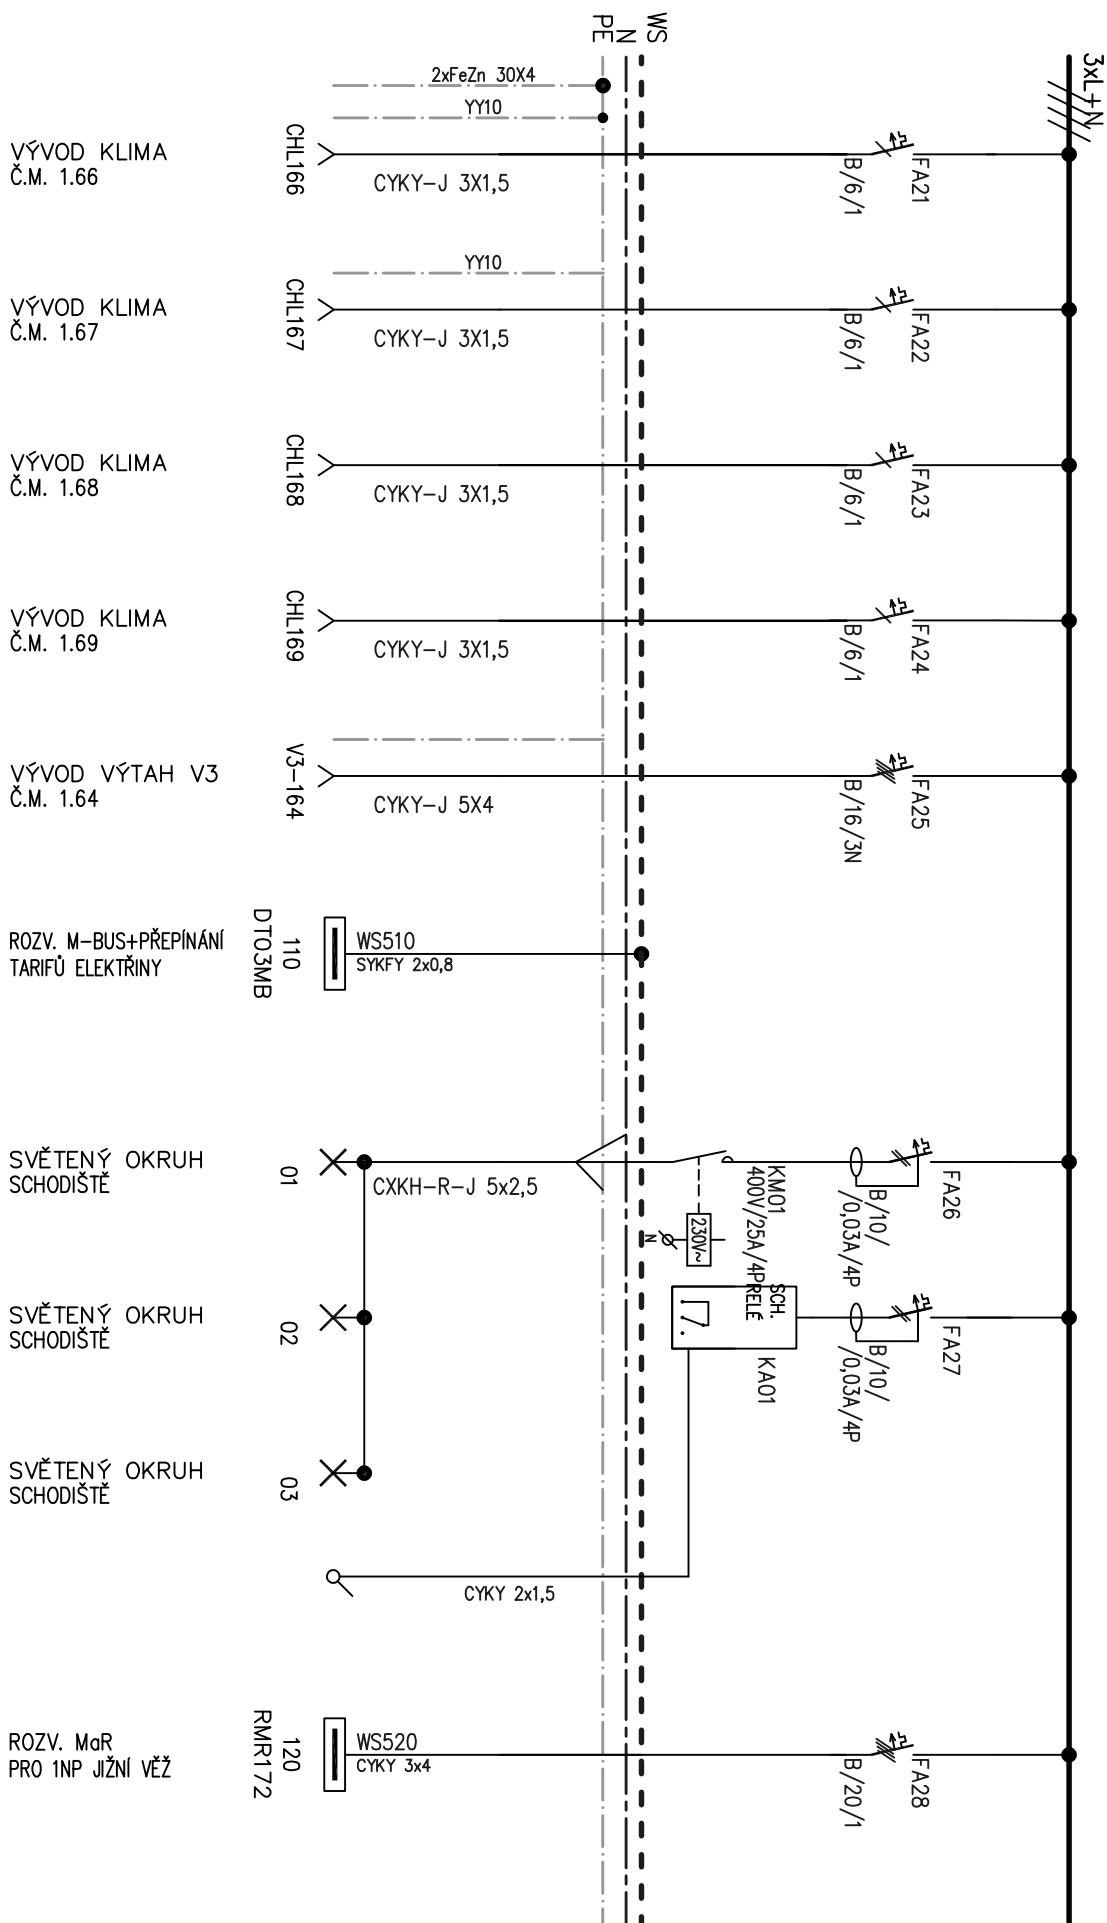 WS
N
PE
3xL+N
2xFeZn 30X4
YY10
VÝVOD KLIMA
Č.M. 1.66
CHL166
CYKY-J 3X1,5
B/6/1
FA21
YY10
VÝVOD KLIMA
Č.M. 1.67
CHL167
CYKY-J 3X1,5
B/6/1
FA22
VÝVOD KLIMA
Č.M. 1.68
CHL168
CYKY-J 3X1,5
B/6/1
FA23
VÝVOD KLIMA
Č.M. 1.69
CHL169
CYKY-J 3X1,5
B/6/1
FA24
VÝVOD VÝTAH V3
Č.M. 1.64
V3-164
CYKY-J 5X4
B/16/3N
FA25
ROZV. M-BUS+PŘEPÍNÁNÍ
TARIFŮ ELEKTŘINY
110
DT03MB
WS510
SYKFY 2x0,8
SVĚTENÝ OKRUH
SCHODIŠTĚ
01
CXKH-R-J 5x2,5
KM01
400V/25A/4P
230V~
N
B/10/
/0,03A/4P
FA26
SVĚTENÝ OKRUH
SCHODIŠTĚ
02
SCH.
RELÉ
KA01
B/10/
/0,03A/4P
FA27
SVĚTENÝ OKRUH
SCHODIŠTĚ
03
CYKY 2x1,5
ROZV. MaR
PRO 1NP JIŽNÍ VĚŽ
120
RMR172
WS520
CYKY 3x4
B/20/1
FA28